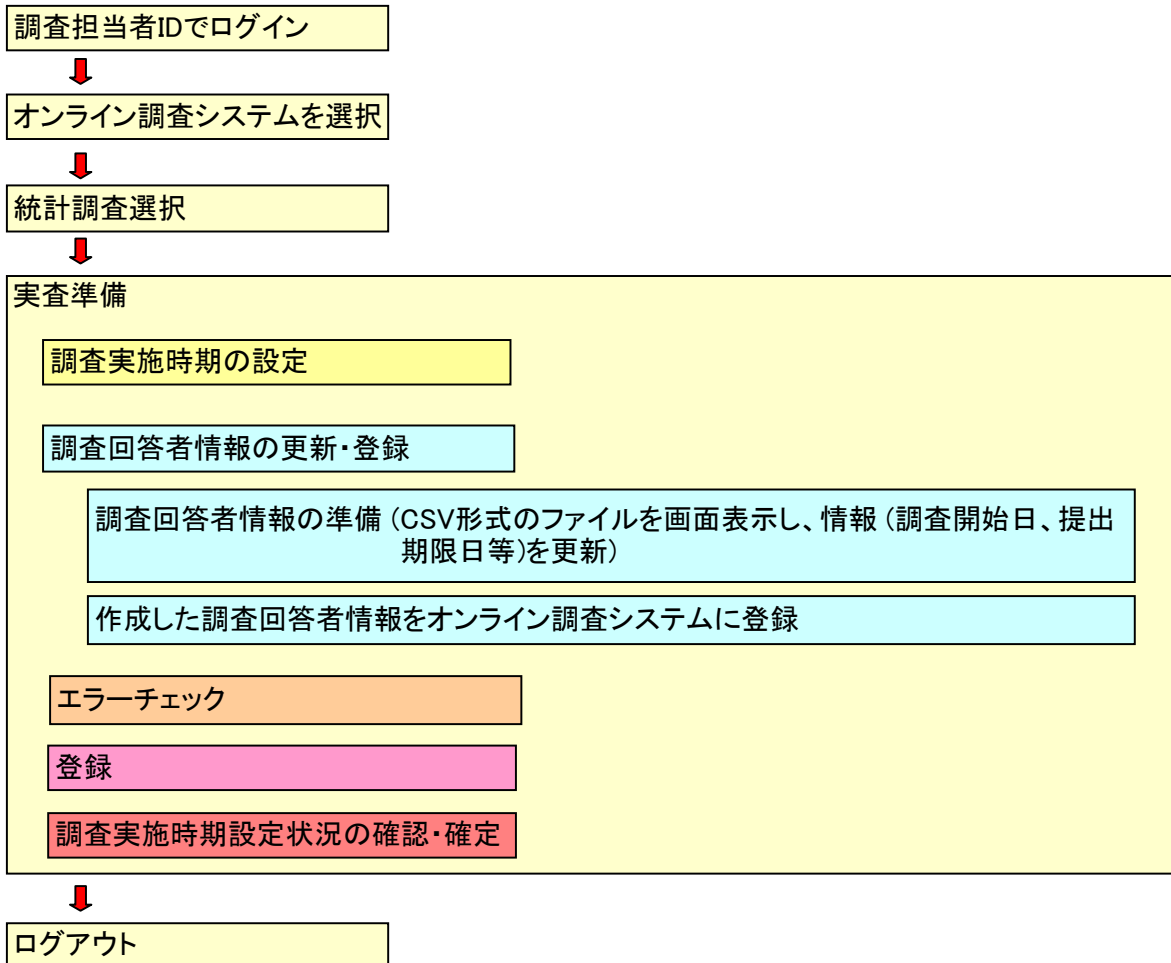 調査担当者IDでログイン
オンライン調査システムを選択
統計調査選択
実査準備
調査実施時期の設定
調査回答者情報の更新・登録
調査回答者情報の準備（CSV形式のファイルを画面表示し、情報（調査開始日、提出
期限日等）を更新）
作成した調査回答者情報をオンライン調査システムに登録
エラーチェック
登録
調査実施時期設定状況の確認・確定
ログアウト